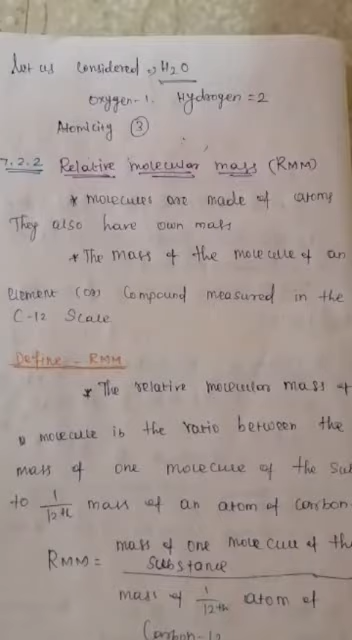 Let us considered, H2O
Oxygen-1. Hydrogen=2
Atomicity ③
7.2.2 Relative molecular mass (RMM)
* molecules are made of atoms
They also have own mass
* The mass of the molecule of an
element (or) Compound measured in the
C-12 Scale
Define:- RMM
* The relative molecular mass of
a molecule is the ratio between the
mass of one molecule of the Sub
to 1/12th mass of an atom of Carbon-
RMM= mass of one molecule of the
Substance
mass of 1/12th atom of
Carbon-12